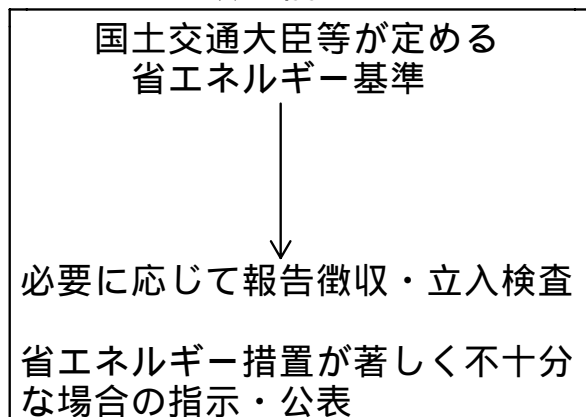 国土交通大臣等が定める
省エネルギー基準
必要に応じて報告徴収・立入検査
省エネルギー措置が著しく不十分
な場合の指示・公表